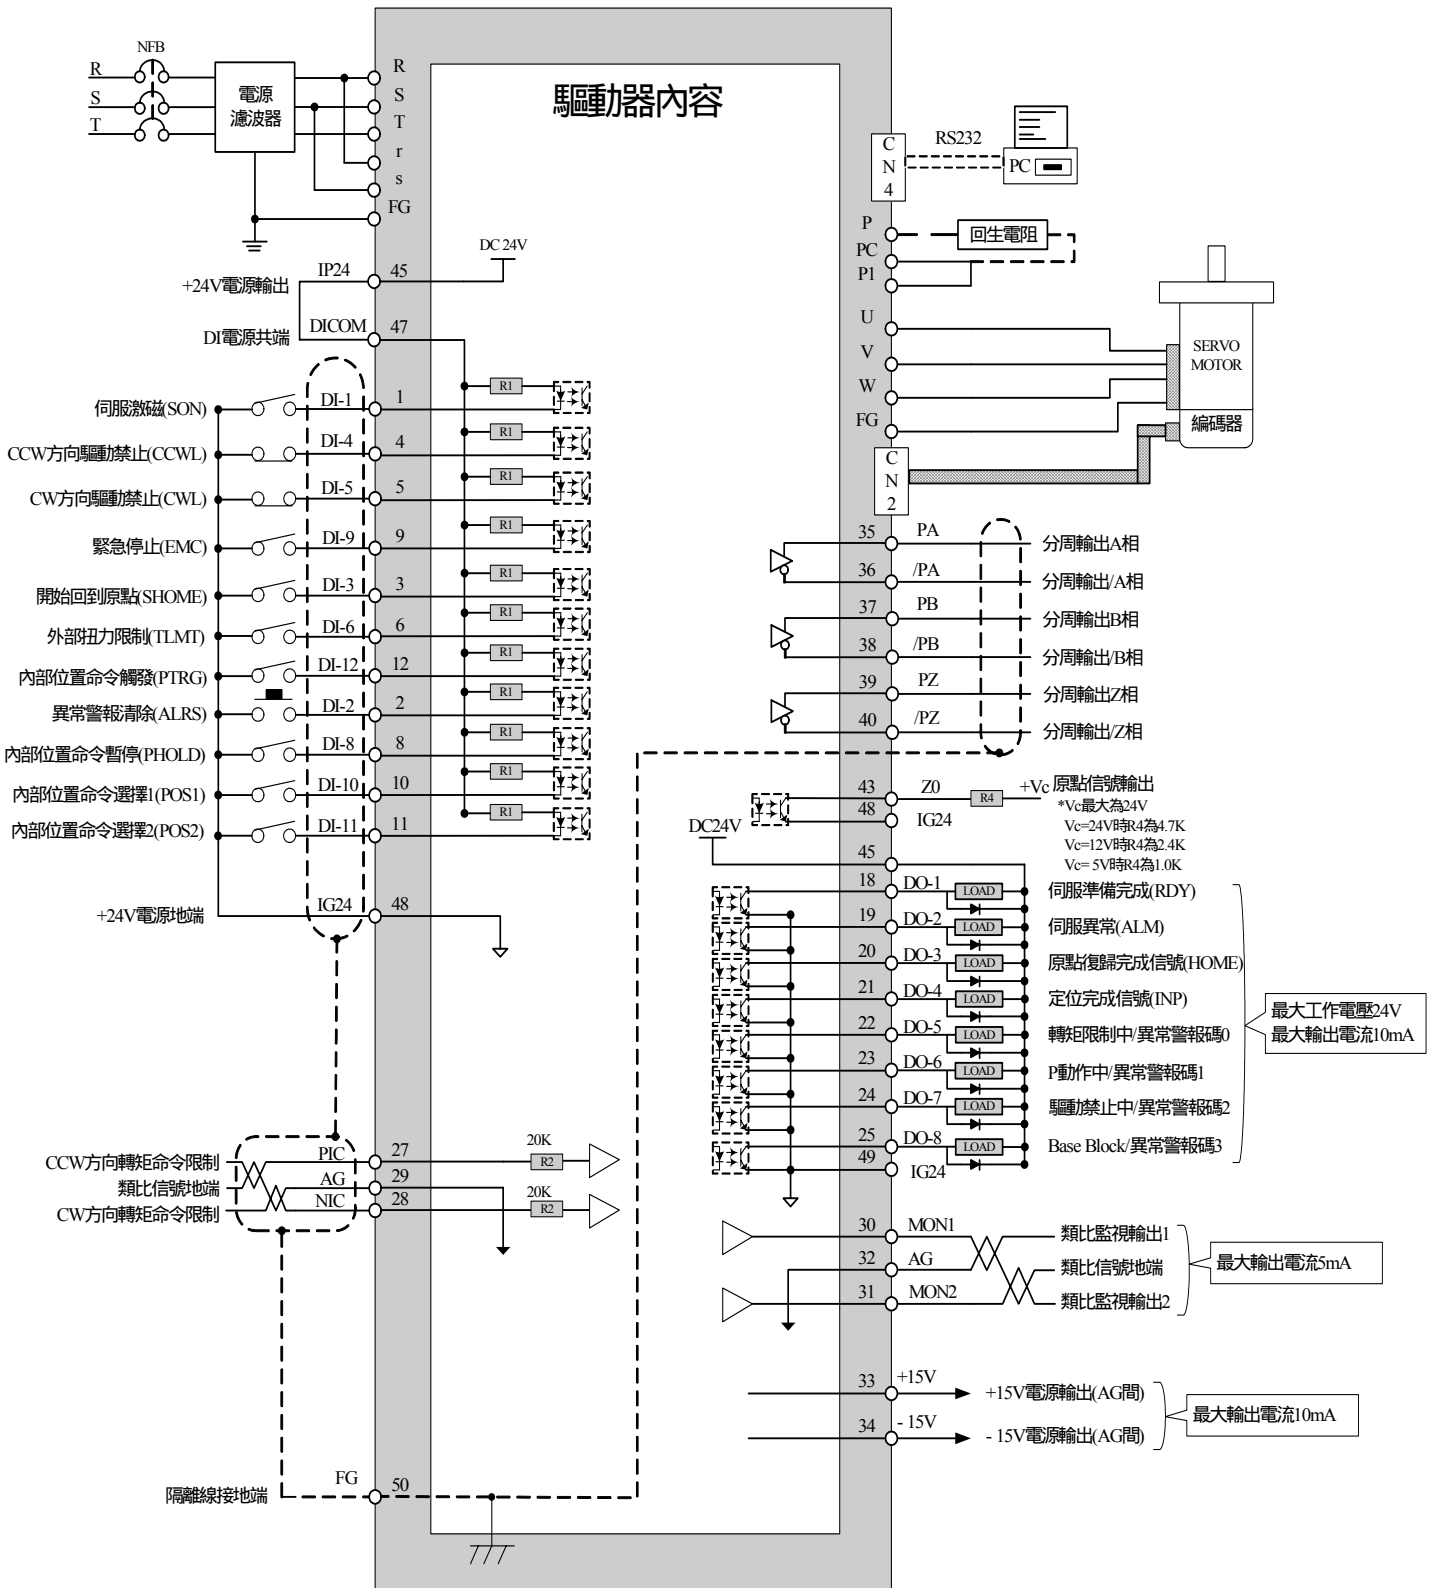 驅動器內容
NFB
R
S
T
電源
濾波器
R
S
T
r
s
FG
DC 24V
+24V電源輸出 IP24 45
DI電源共端 DICOM 47
伺服激磁(SON) DI-1 1 R1
CCW方向驅動禁止(CCWL) DI-4 4 R1
CW方向驅動禁止(CWL) DI-5 5 R1
緊急停止(EMC) DI-9 9 R1
開始回到原點(SHOME) DI-3 3 R1
外部扭力限制(TLMT) DI-6 6 R1
內部位置命令觸發(PTRG) DI-12 12 R1
異常警報清除(ALRS) DI-2 2 R1
內部位置命令暫停(PHOLD) DI-8 8 R1
內部位置命令選擇1(POS1) DI-10 10 R1
內部位置命令選擇2(POS2) DI-11 11 R1
+24V電源地端 IG24 48
CCW方向轉矩命令限制 PIC 27 20K R2
類比信號地端 AG 29
CW方向轉矩命令限制 NIC 28 20K R2
隔離線接地端 FG 50
C
N
4
RS232
PC
P
PC
P1
回生電阻
U
V
W
FG
SERVO
MOTOR
編碼器
C
N
2
35 PA 分周輸出A相
36 /PA 分周輸出/A相
37 PB 分周輸出B相
38 /PB 分周輸出/B相
39 PZ 分周輸出Z相
40 /PZ 分周輸出/Z相
43 Z0 R4 +Vc 原點信號輸出
48 IG24
*Vc最大為24V
Vc=24V時R4為4.7K
Vc=12V時R4為2.4K
Vc= 5V時R4為1.0K
DC24V
45
18 DO-1 LOAD 伺服準備完成(RDY)
19 DO-2 LOAD 伺服異常(ALM)
20 DO-3 LOAD 原點復歸完成信號(HOME)
21 DO-4 LOAD 定位完成信號(INP)
22 DO-5 LOAD 轉矩限制中/異常警報碼0
23 DO-6 LOAD P動作中/異常警報碼1
24 DO-7 LOAD 驅動禁止中/異常警報碼2
25 DO-8 LOAD Base Block/異常警報碼3
49 IG24
最大工作電壓24V
最大輸出電流10mA
30 MON1 類比監視輸出1
32 AG 類比信號地端
31 MON2 類比監視輸出2
最大輸出電流5mA
33 +15V +15V電源輸出(AG間)
34 - 15V - 15V電源輸出(AG間)
最大輸出電流10mA